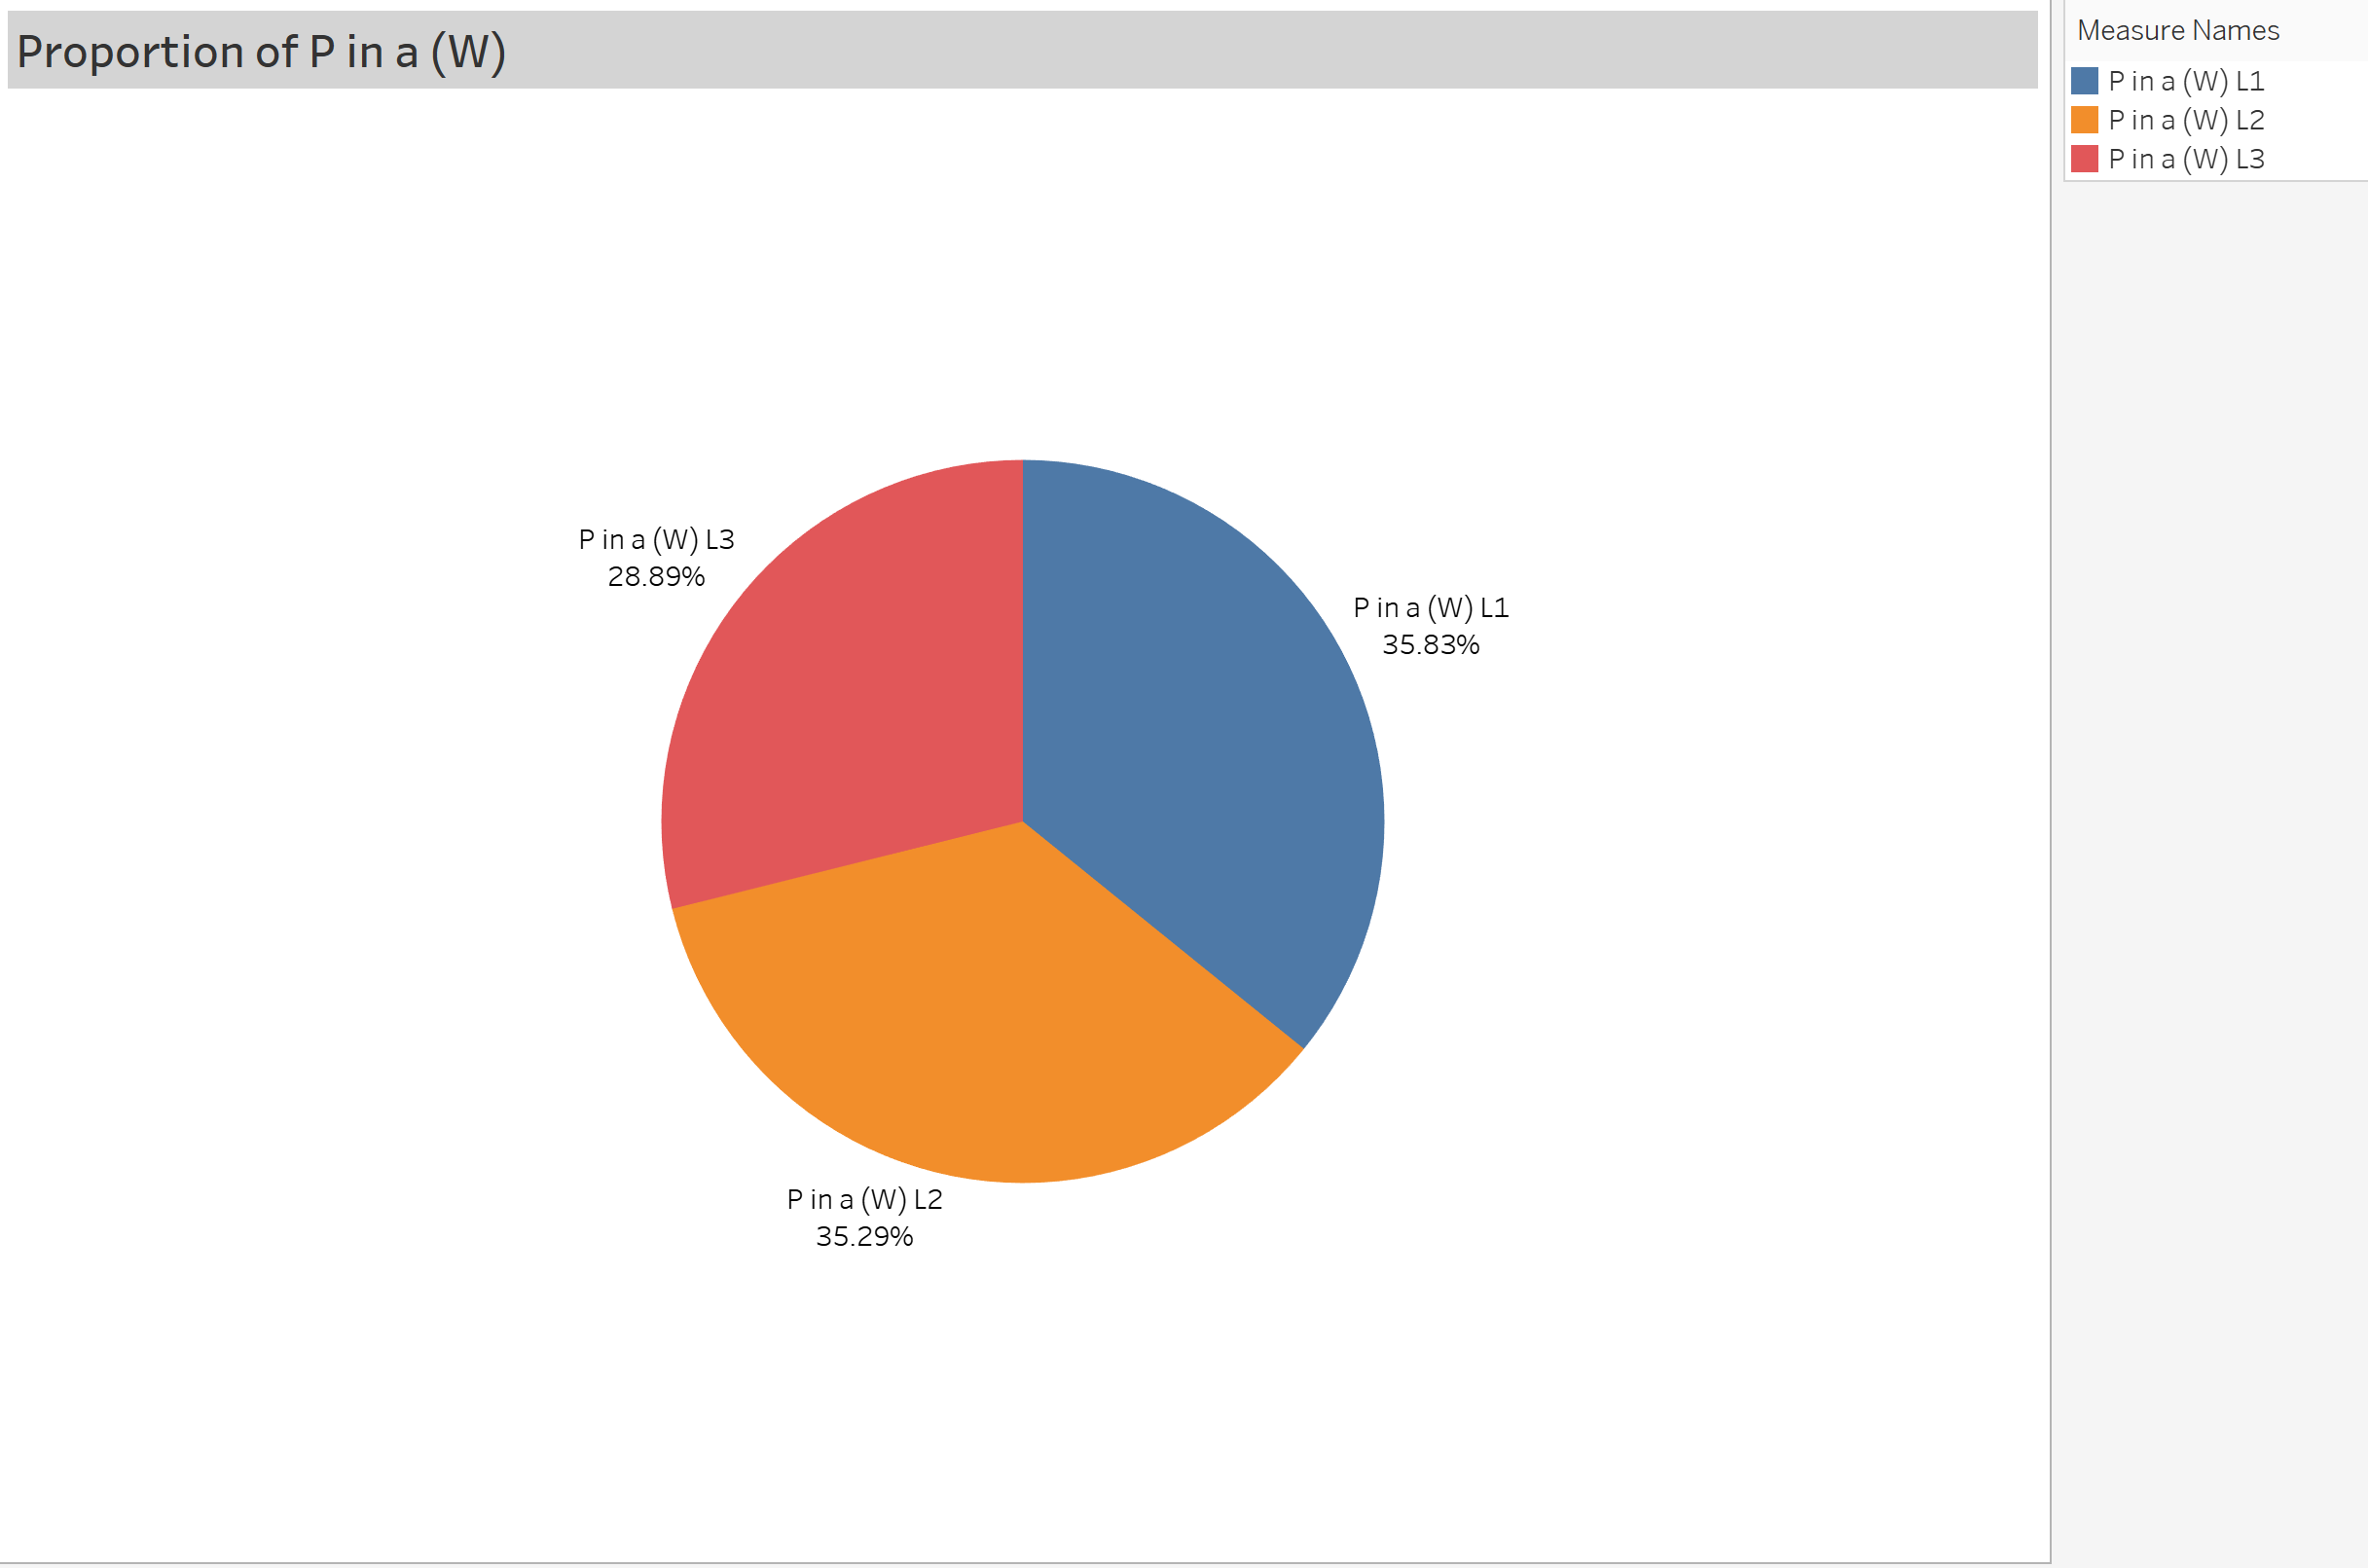 Proportion of P in a (W)
Measure Names
P in a (W) L1
P in a (W) L2
P in a (W) L3
P in a (W) L3
28.89%
P in a (W) L1
35.83%
P in a (W) L2
35.29%